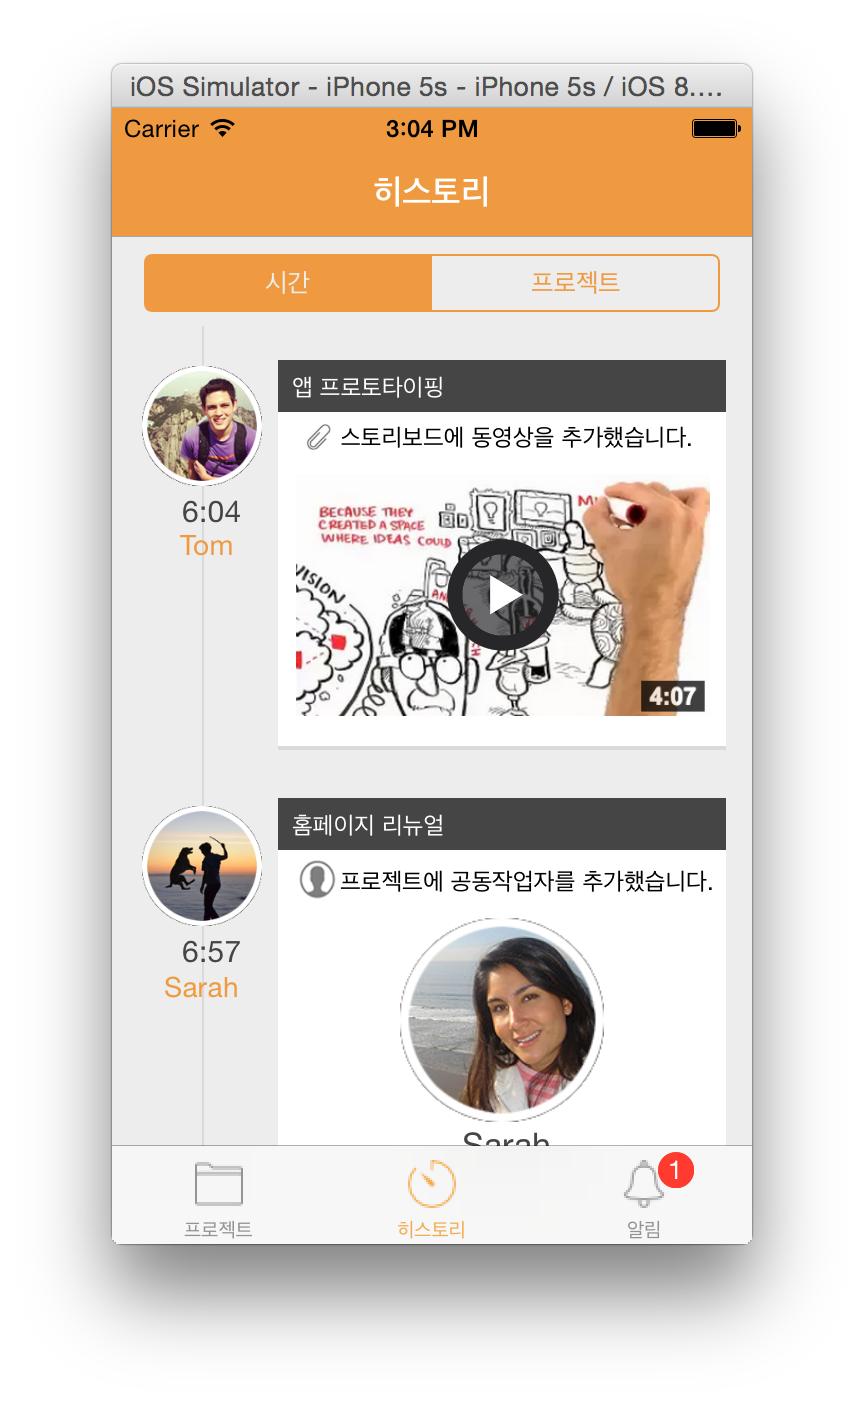 iOS Simulator - iPhone 5s - iPhone 5s / iOS 8....
Carrier 3:04 PM
히스토리
시간 프로젝트
앱 프로토타이핑
스토리보드에 동영상을 추가했습니다.
BECAUSE THEY
CREATED A SPACE
WHERE IDEAS COULD
VISION
4:07
6:04
Tom
홈페이지 리뉴얼
프로젝트에 공동작업자를 추가했습니다.
6:57
Sarah
Sarah
1
프로젝트 히스토리 알림